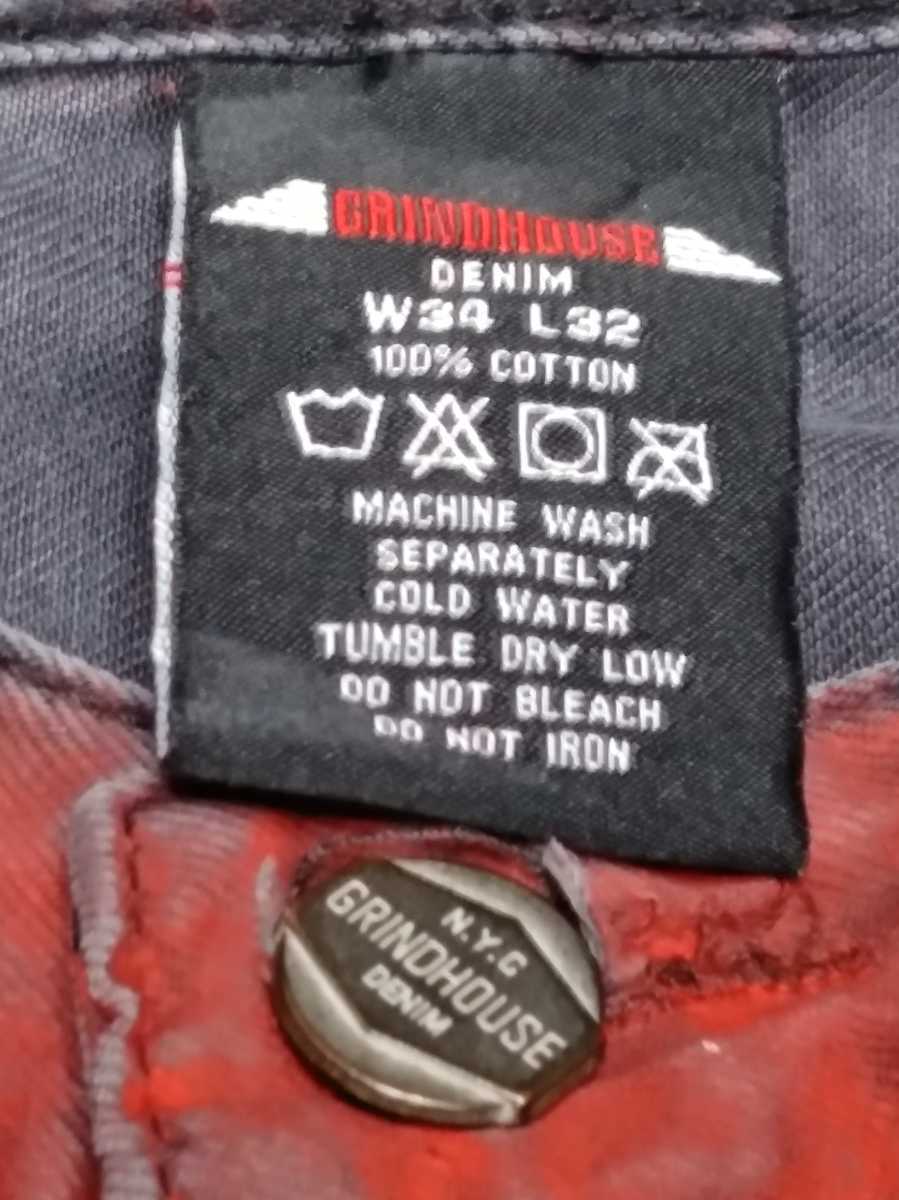 GRINDHOUSE
DENIM
W34 L32
100% COTTON
MACHINE WASH
SEPARATELY
COLD WATER
TUMBLE DRY LOW
DO NOT BLEACH
DO NOT IRON
N.Y.C
GRINDHOUSE
DENIM